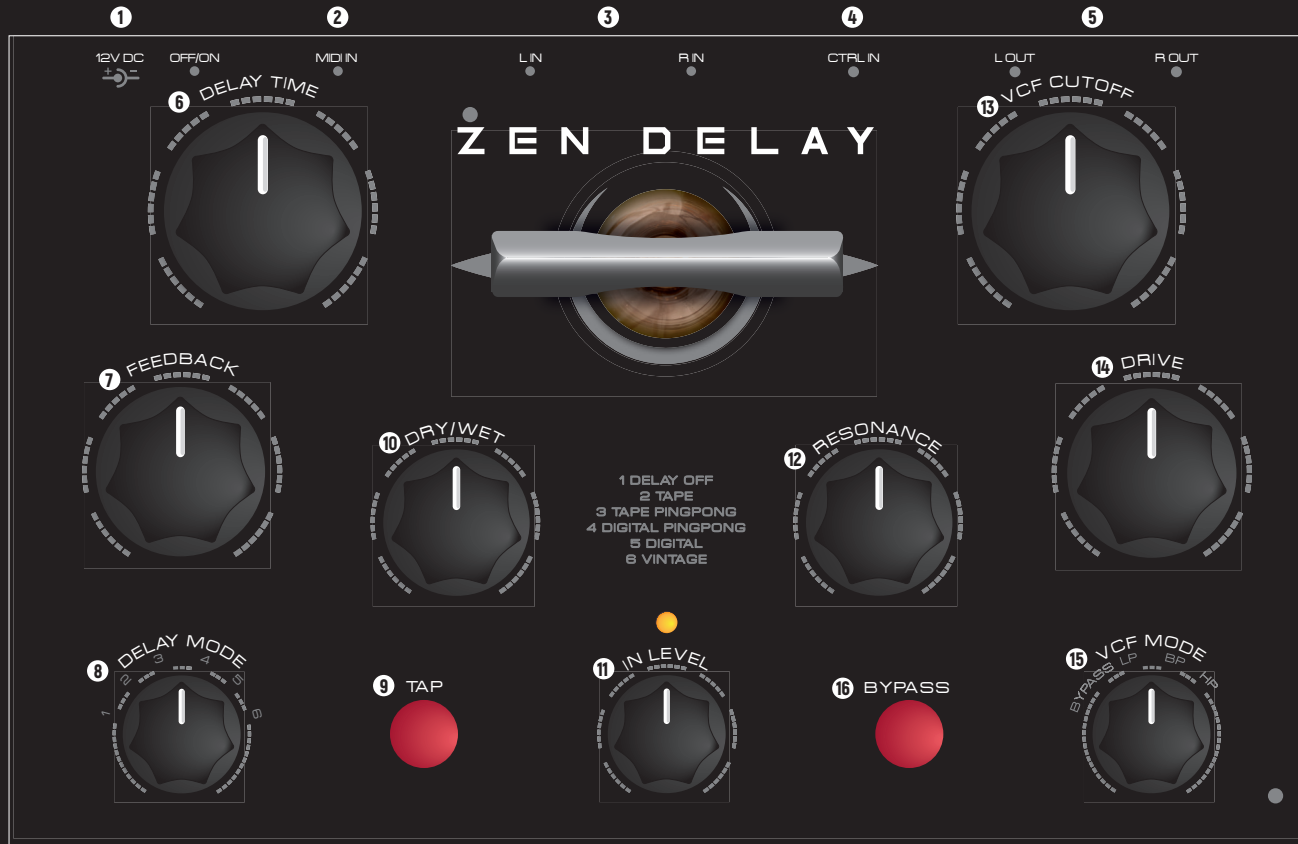 1 2 3 4 5
12V DC OFF/ON MIDI IN L IN R IN CTRL IN L OUT R OUT
+ -
6 DELAY TIME
13 VCF CUTOFF
ZEN DELAY
7 FEEDBACK
14 DRIVE
10 DRY/WET
12 RESONANCE
1 DELAY OFF
2 TAPE
3 TAPE PINGPONG
4 DIGITAL PINGPONG
5 DIGITAL
6 VINTAGE
8 DELAY MODE
1 2 3 4 5 6
9 TAP
11 IN LEVEL
16 BYPASS
15 VCF MODE
BYPASS LP BP HP